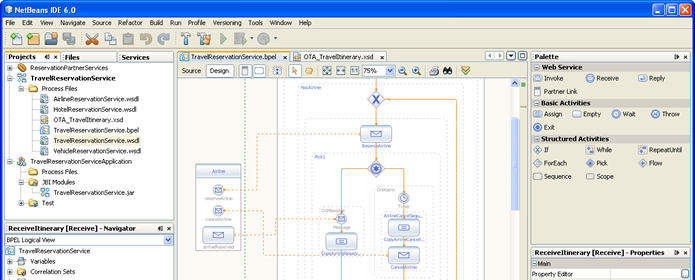 NetBeans IDE 6.0
File Edit View Navigate Source Refactor Build Run Profile Versioning Tools Window Help
Projects Files Services
ReservationPartnerServices
TravelReservationService
Process Files
AirlineReservationService.wsdl
HotelReservationService.wsdl
OTA_TravelItinerary.xsd
TravelReservationService.bpel
TravelReservationService.wsdl
VehicleReservationService.wsdl
TravelReservationServiceApplication
Process Files
JBI Modules
TravelReservationService.jar
Test
ReceiveItinerary [Receive] - Navigator
BPEL Logical View
TravelReservationService
Variables
Correlation Sets
TravelReservationService.bpel OTA_TravelItinerary.xsd
Source Design 75%
HasAirline
ReserveAirline
Pick1
Airline
reserveAirline
cancelAirline
airlineReserved
OnMessage
Message
OnAlarm
Timer
CancelAirline
Palette
Web Service
Invoke Receive Reply
Partner Link
Basic Activities
Assign Empty Wait Throw
Exit
Structured Activities
If While RepeatUntil
ForEach Pick Flow
Sequence Scope
ReceiveItinerary [Receive] - Properties
Main
Property Editor